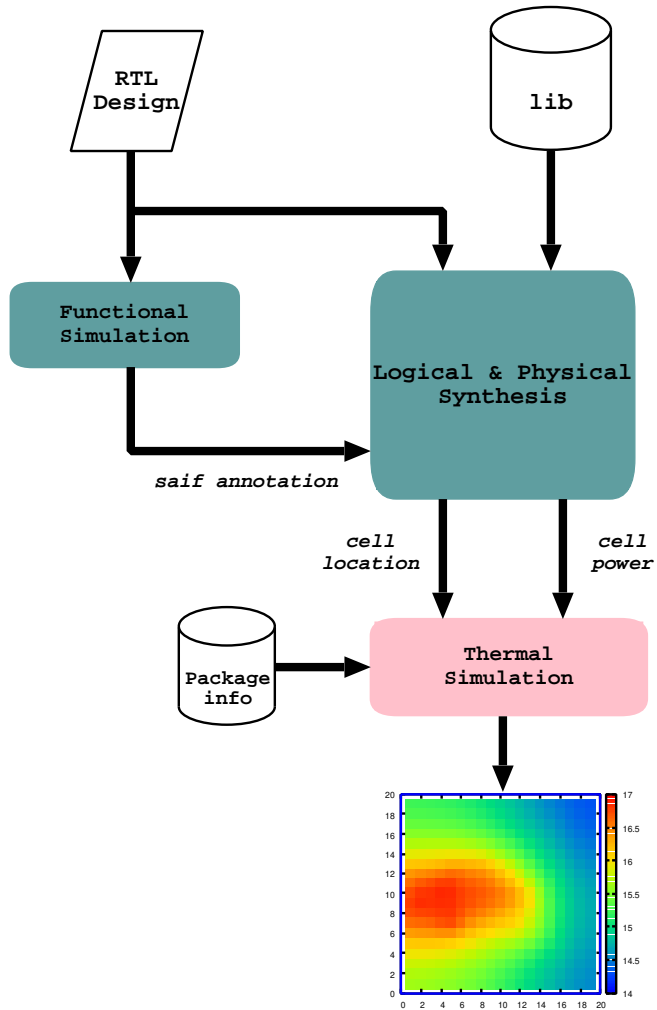 RTL
Design
lib
Functional
Simulation
Logical & Physical
Synthesis
saif annotation
cell
location
cell
power
Package
info
Thermal
Simulation
20
18
16
14
12
10
8
6
4
2
0
0 2 4 6 8 10 12 14 16 18 20
17
16.5
16
15.5
15
14.5
14